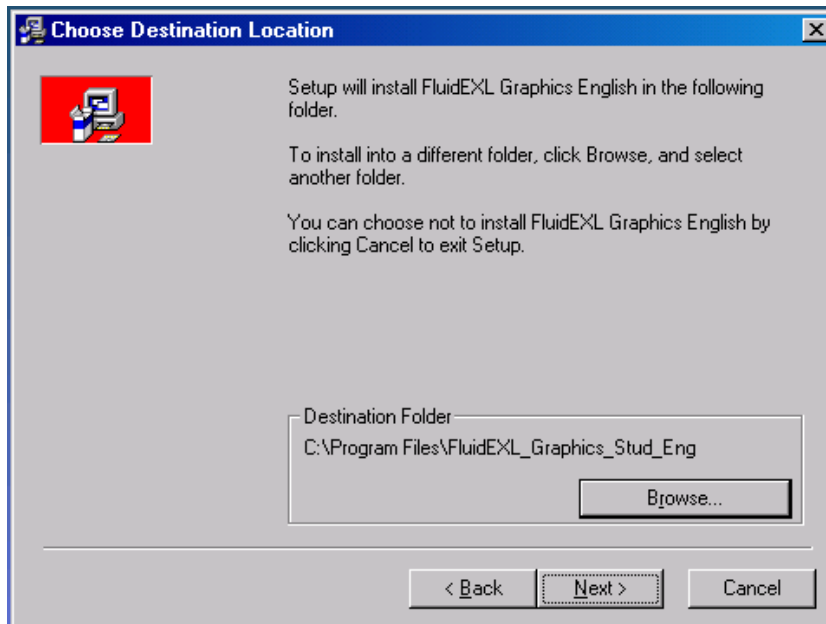 Choose Destination Location
Setup will install FluidEXL Graphics English in the following
folder.
To install into a different folder, click Browse, and select
another folder.
You can choose not to install FluidEXL Graphics English by
clicking Cancel to exit Setup.
Destination Folder
C:\Program Files\FluidEXL_Graphics_Stud_Eng
Browse...
< Back
Next >
Cancel